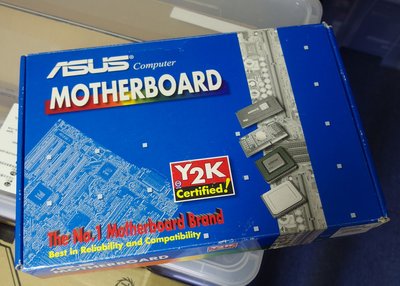 ASUS® Computer
MOTHERBOARD
Y2K
Certified!
The No.1 Motherboard Brand
Best in Reliability and Compatibility
MOTHERBOARD